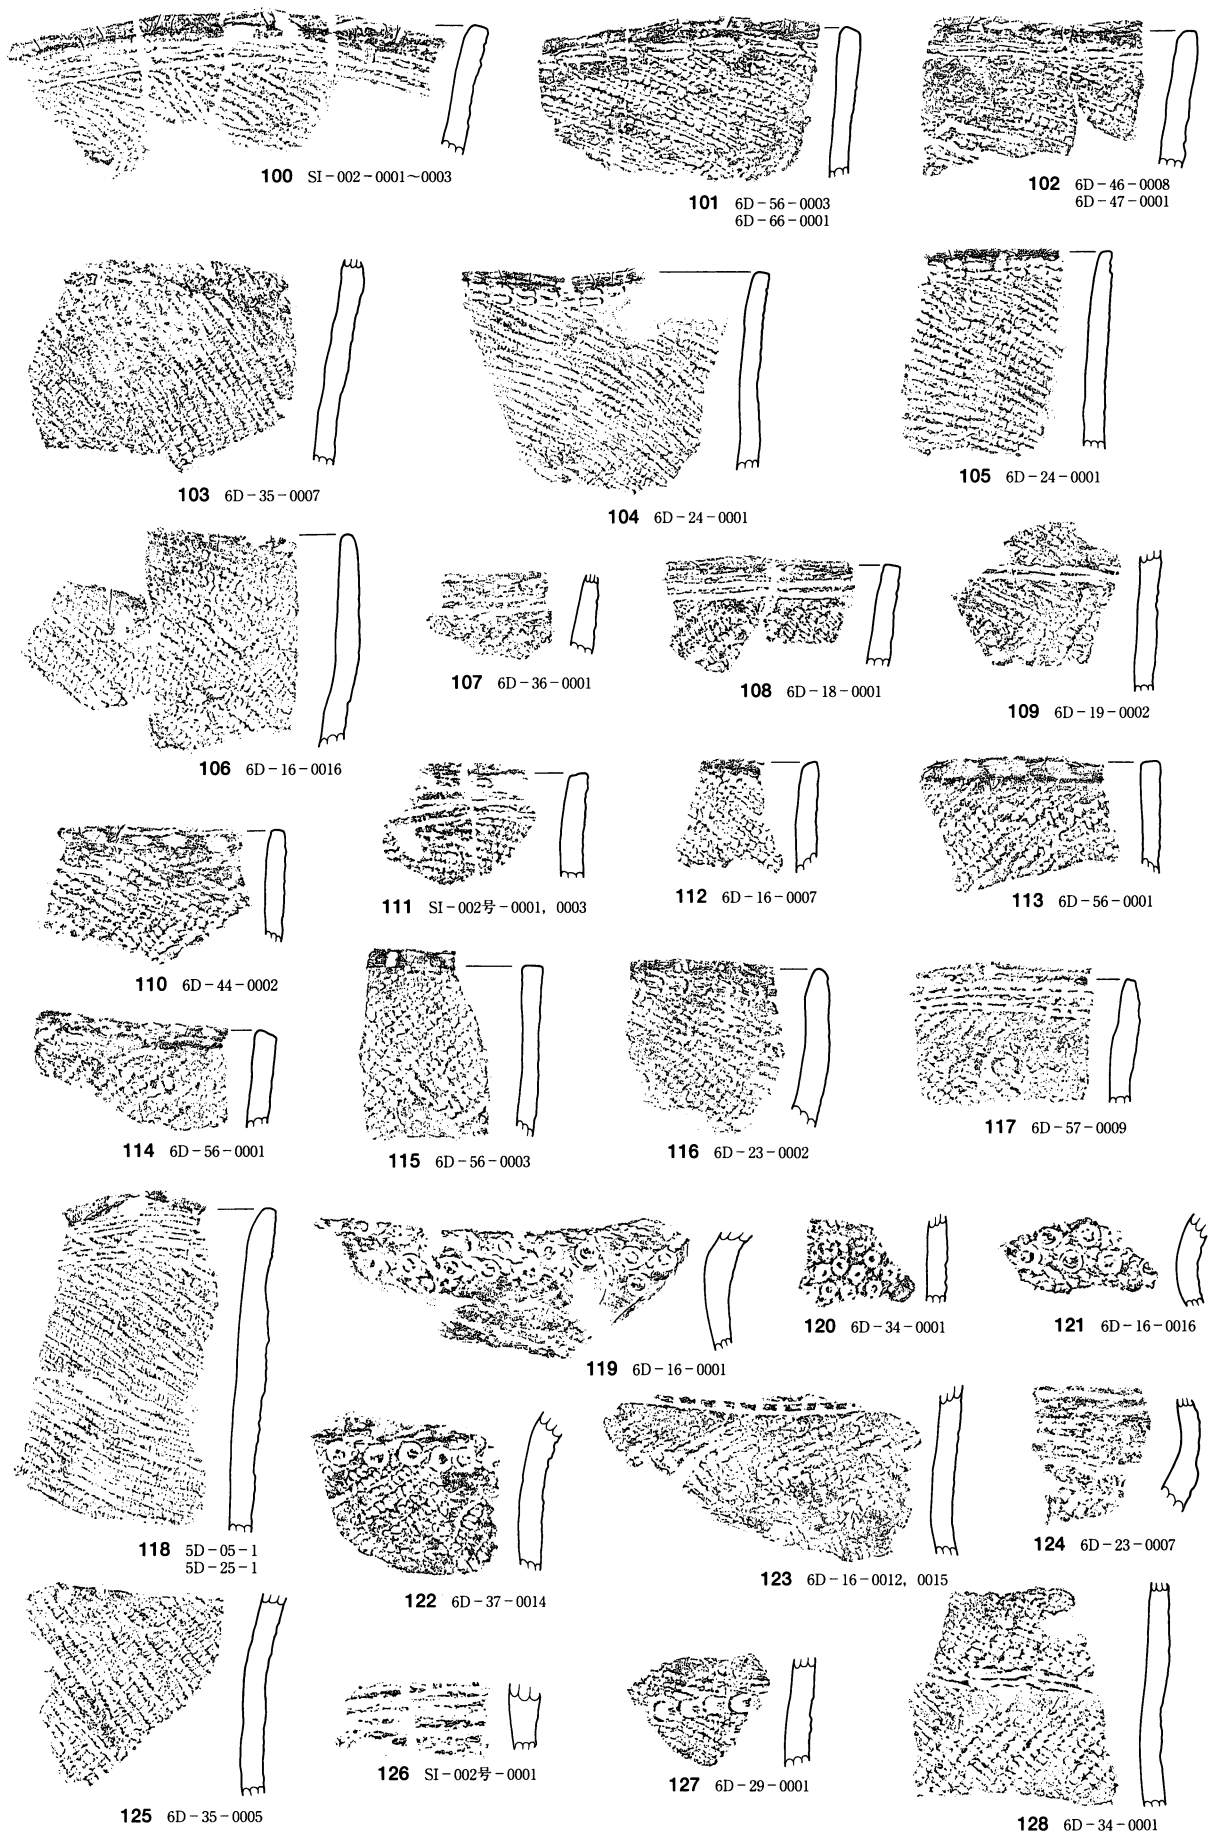 100 SI-002-0001～0003
101 6D-56-0003
6D-66-0001
102 6D-46-0008
6D-47-0001
103 6D-35-0007
104 6D-24-0001
105 6D-24-0001
106 6D-16-0016
107 6D-36-0001
108 6D-18-0001
109 6D-19-0002
110 6D-44-0002
111 SI-002号-0001, 0003
112 6D-16-0007
113 6D-56-0001
114 6D-56-0001
115 6D-56-0003
116 6D-23-0002
117 6D-57-0009
118 5D-05-1
5D-25-1
119 6D-16-0001
120 6D-34-0001
121 6D-16-0016
122 6D-37-0014
123 6D-16-0012, 0015
124 6D-23-0007
125 6D-35-0005
126 SI-002号-0001
127 6D-29-0001
128 6D-34-0001